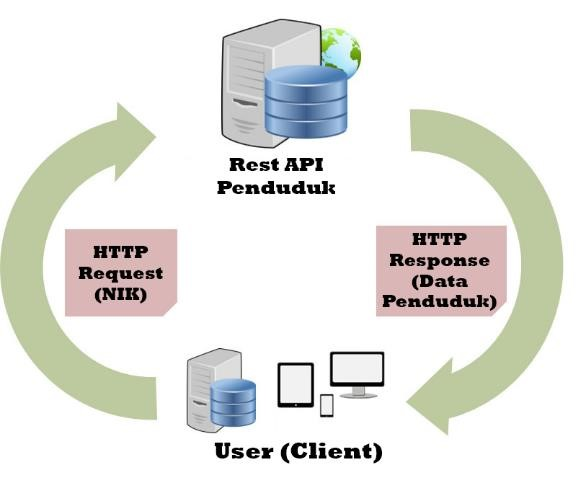 Rest API
Penduduk
HTTP
Request
(NIK)
HTTP
Response
(Data
Penduduk)
User (Client)